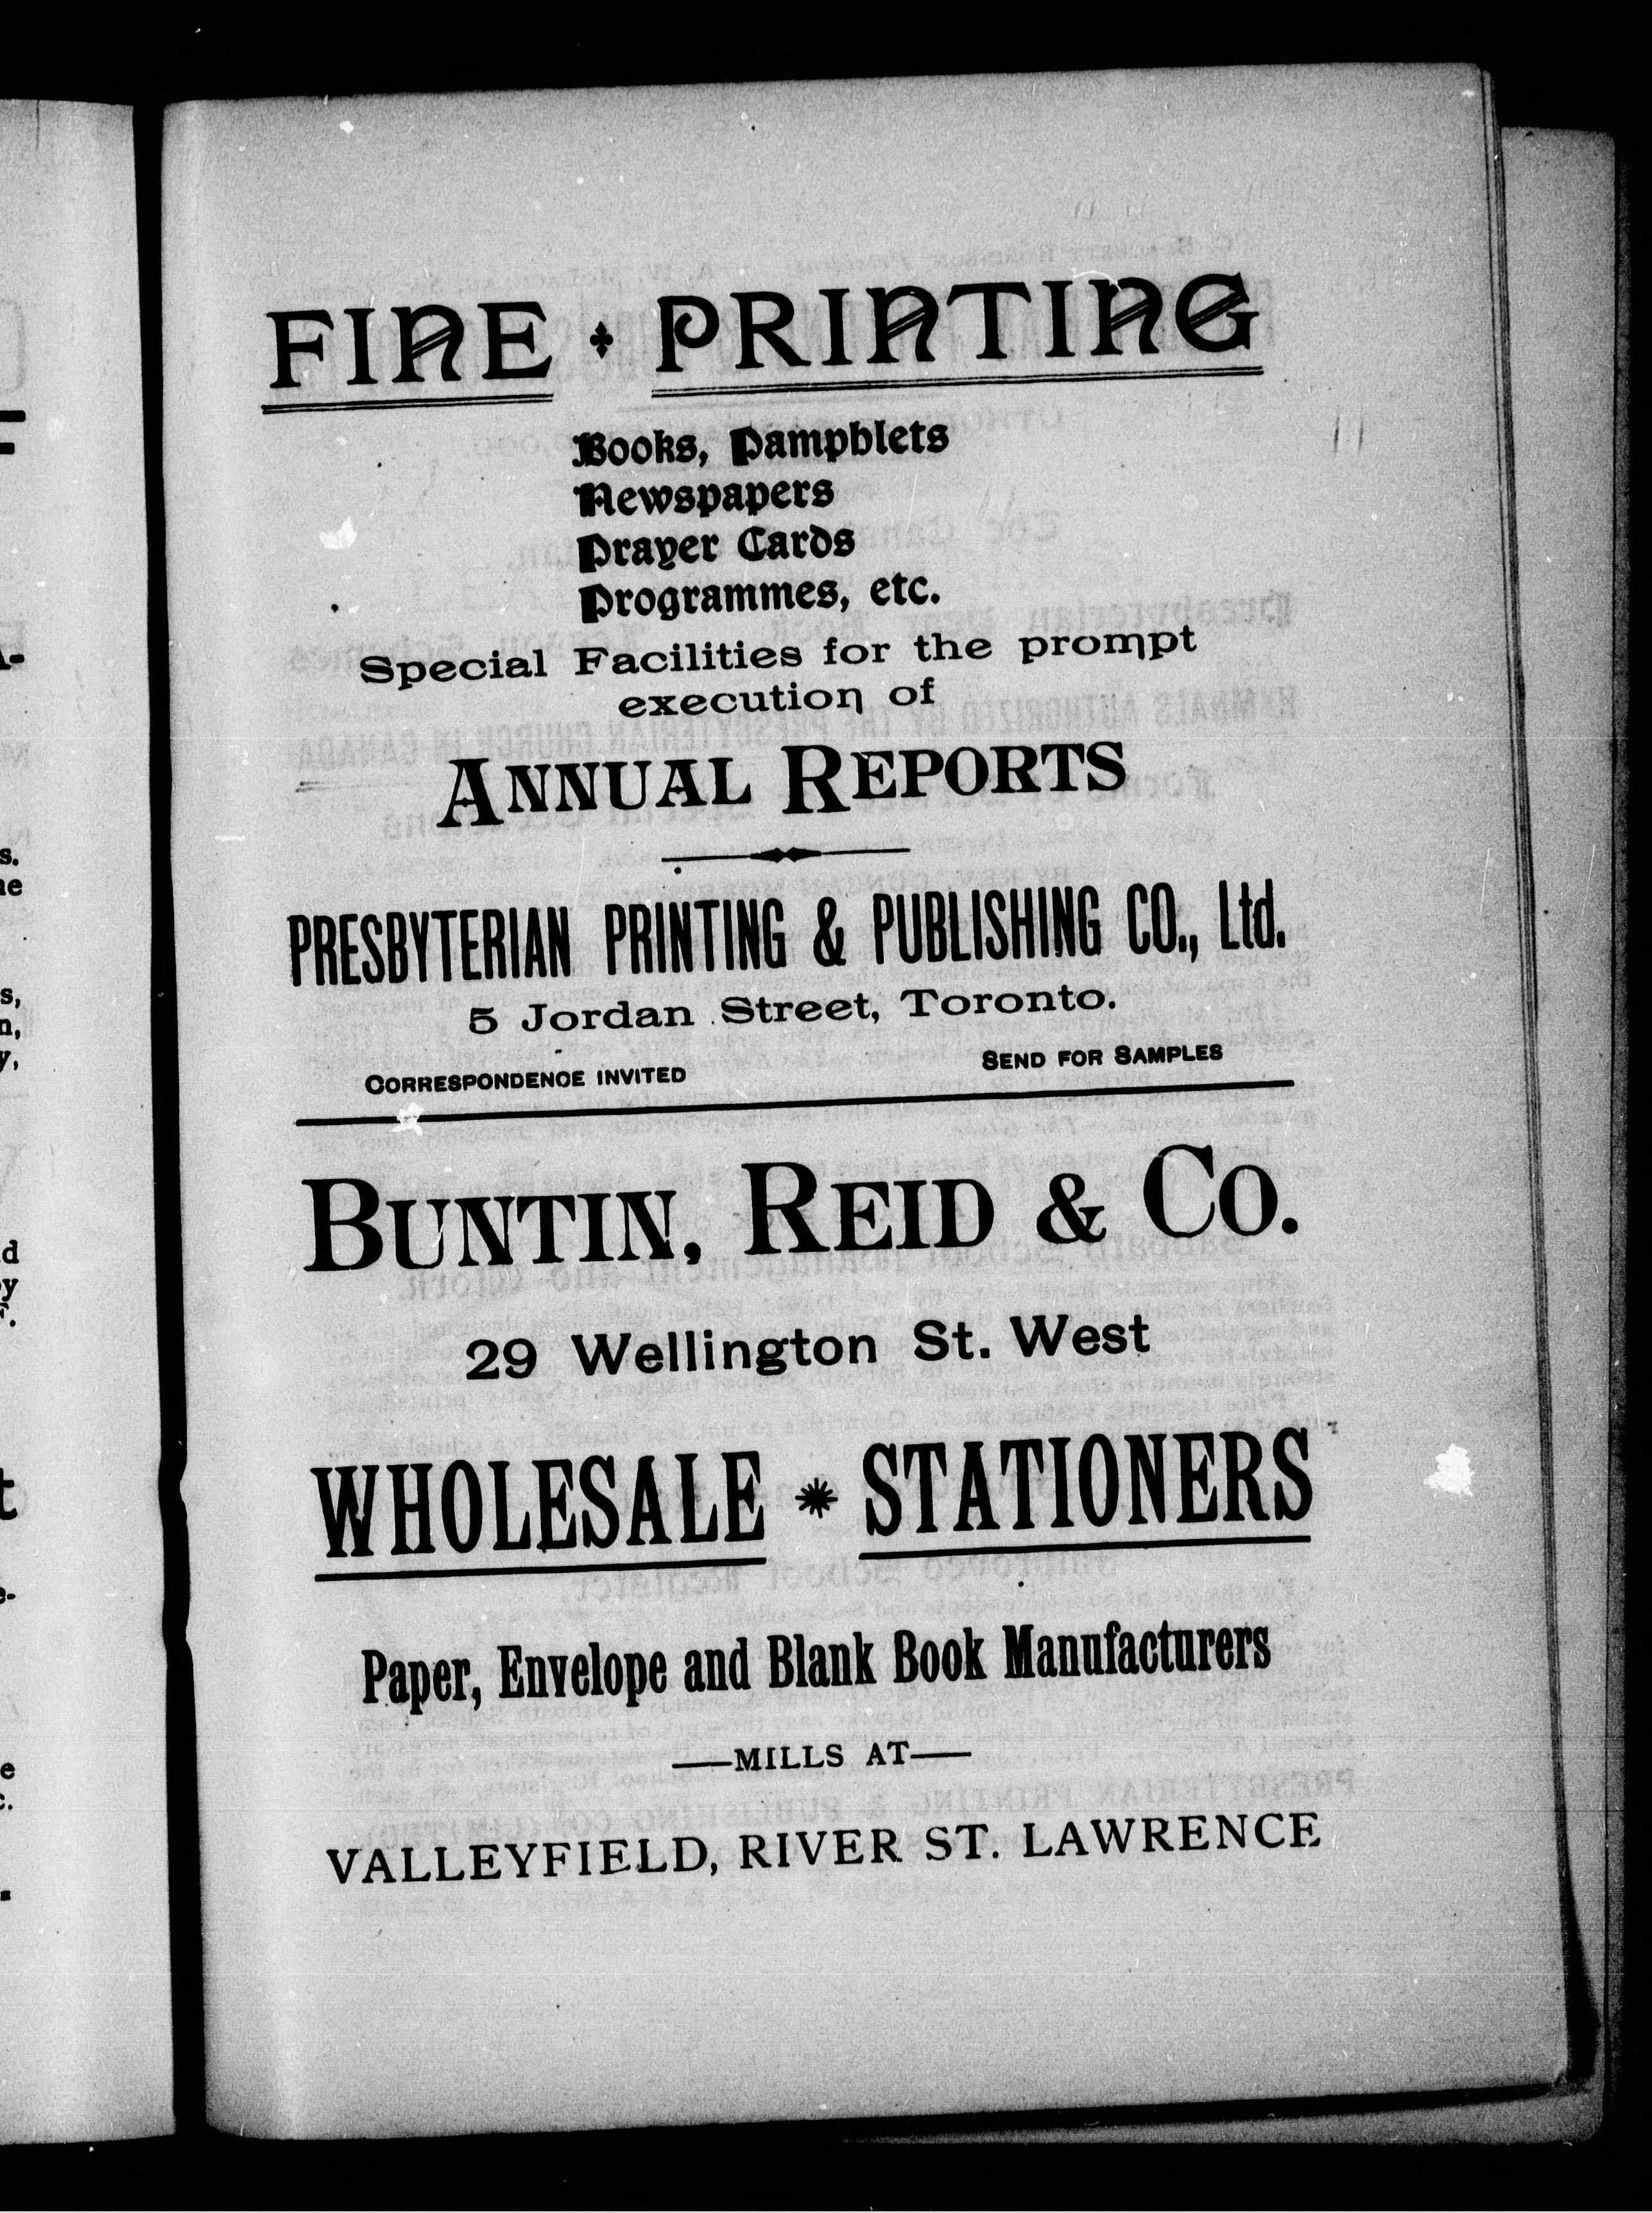 FINE PRINTING
Books, Pamphlets
Newspapers
Prayer Cards
Programmes, etc.
Special Facilities for the prompt
execution of
ANNUAL REPORTS
PRESBYTERIAN PRINTING & PUBLISHING CO., Ltd.
5 Jordan Street, Toronto.
CORRESPONDENCE INVITED SEND FOR SAMPLES
BUNTIN, REID & CO.
29 Wellington St. West
WHOLESALE * STATIONERS
Paper, Envelope and Blank Book Manufacturers
—MILLS AT—
VALLEYFIELD, RIVER ST. LAWRENCE